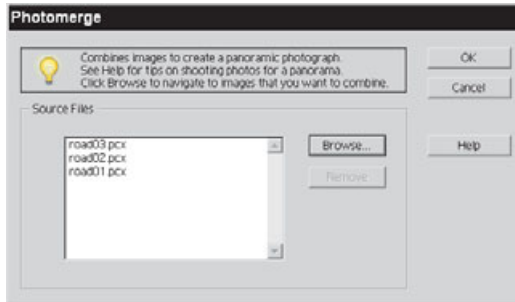 Photomerge
Combines images to create a panoramic photograph.
See Help for tips on shooting photos for a panorama.
Click Browse to navigate to images that you want to combine.
OK
Cancel
Source Files
road03.pcx
road02.pcx
road01.pcx
Browse...
Remove
Help